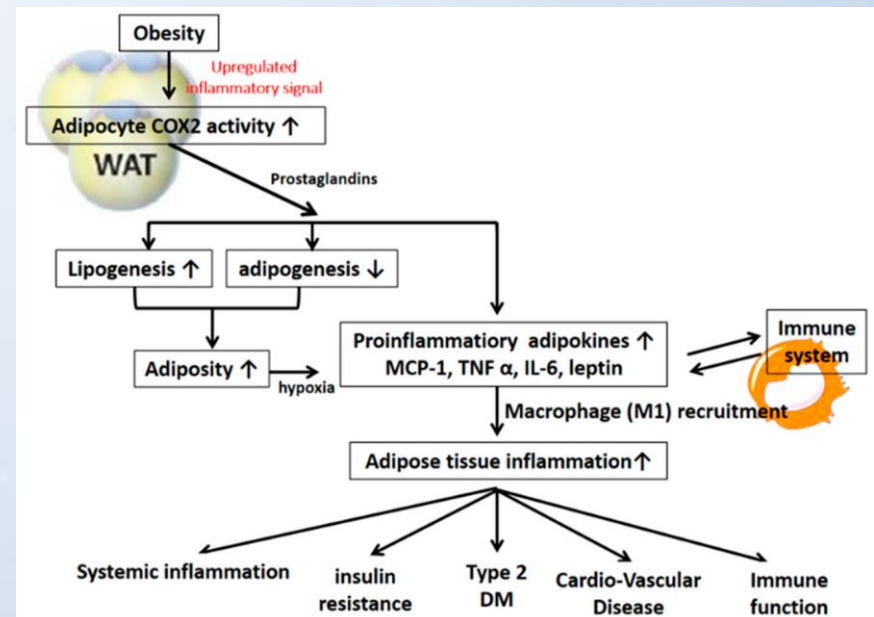 Obesity
Upregulated
inflammatory signal
Adipocyte COX2 activity ↑
WAT
Prostaglandins
Lipogenesis ↑
adipogenesis ↓
Adiposity ↑
hypoxia
Proinflammatiory adipokines ↑
MCP-1, TNF α, IL-6, leptin
Immune
system
Macrophage (M1) recruitment
Adipose tissue inflammation↑
Systemic inflammation
insulin
resistance
Type 2
DM
Cardio-Vascular
Disease
Immune
function